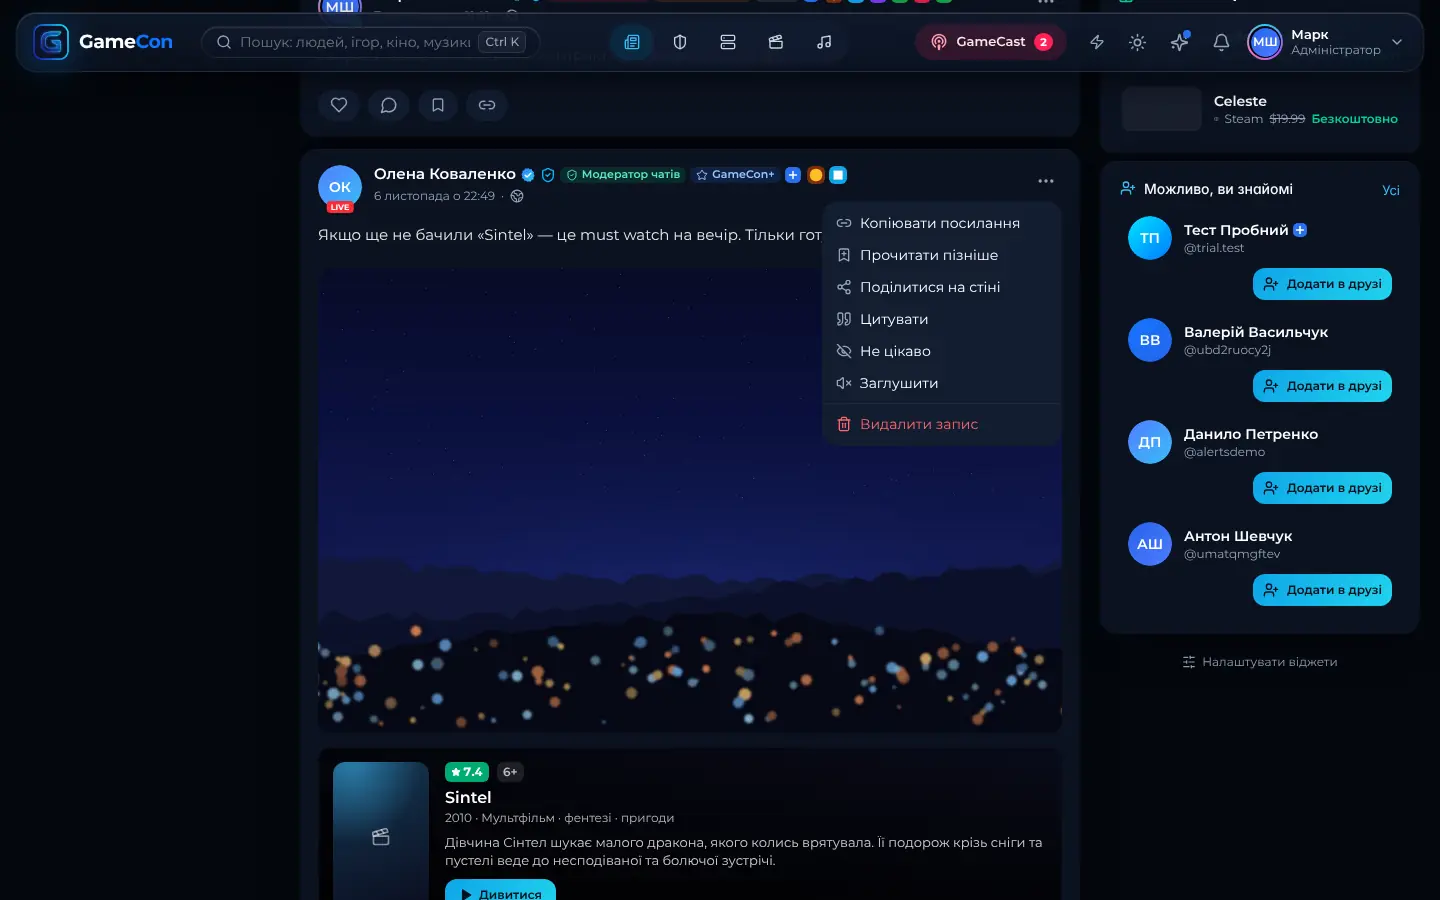 МШ
GameCon
Пошук: людей, ігор, кіно, музики
Ctrl K
GameCast 2
МШ
Марк
Адміністратор
Celeste
Steam $19.99 Безкоштовно
ОК
LIVE
Олена Коваленко Модератор чатів GameCon+
6 листопада о 22:49 ·
Якщо ще не бачили «Sintel» — це must watch на вечір. Тільки гот
Копіювати посилання
Прочитати пізніше
Поділитися на стіні
Цитувати
Не цікаво
Заглушити
Видалити запис
7.4 6+
Sintel
2010 · Мультфільм · фентезі · пригоди
Дівчина Сінтел шукає малого дракона, якого колись врятувала. Її подорож крізь сніги та
пустелі веде до несподіваної та болючої зустрічі.
Дивитися
Можливо, ви знайомі Усі
ТП
Тест Пробний
@trial.test
Додати в друзі
ВВ
Валерій Васильчук
@ubd2ruocy2j
Додати в друзі
ДП
Данило Петренко
@alertsdemo
Додати в друзі
АШ
Антон Шевчук
@umatqmgftev
Додати в друзі
Налаштувати віджети